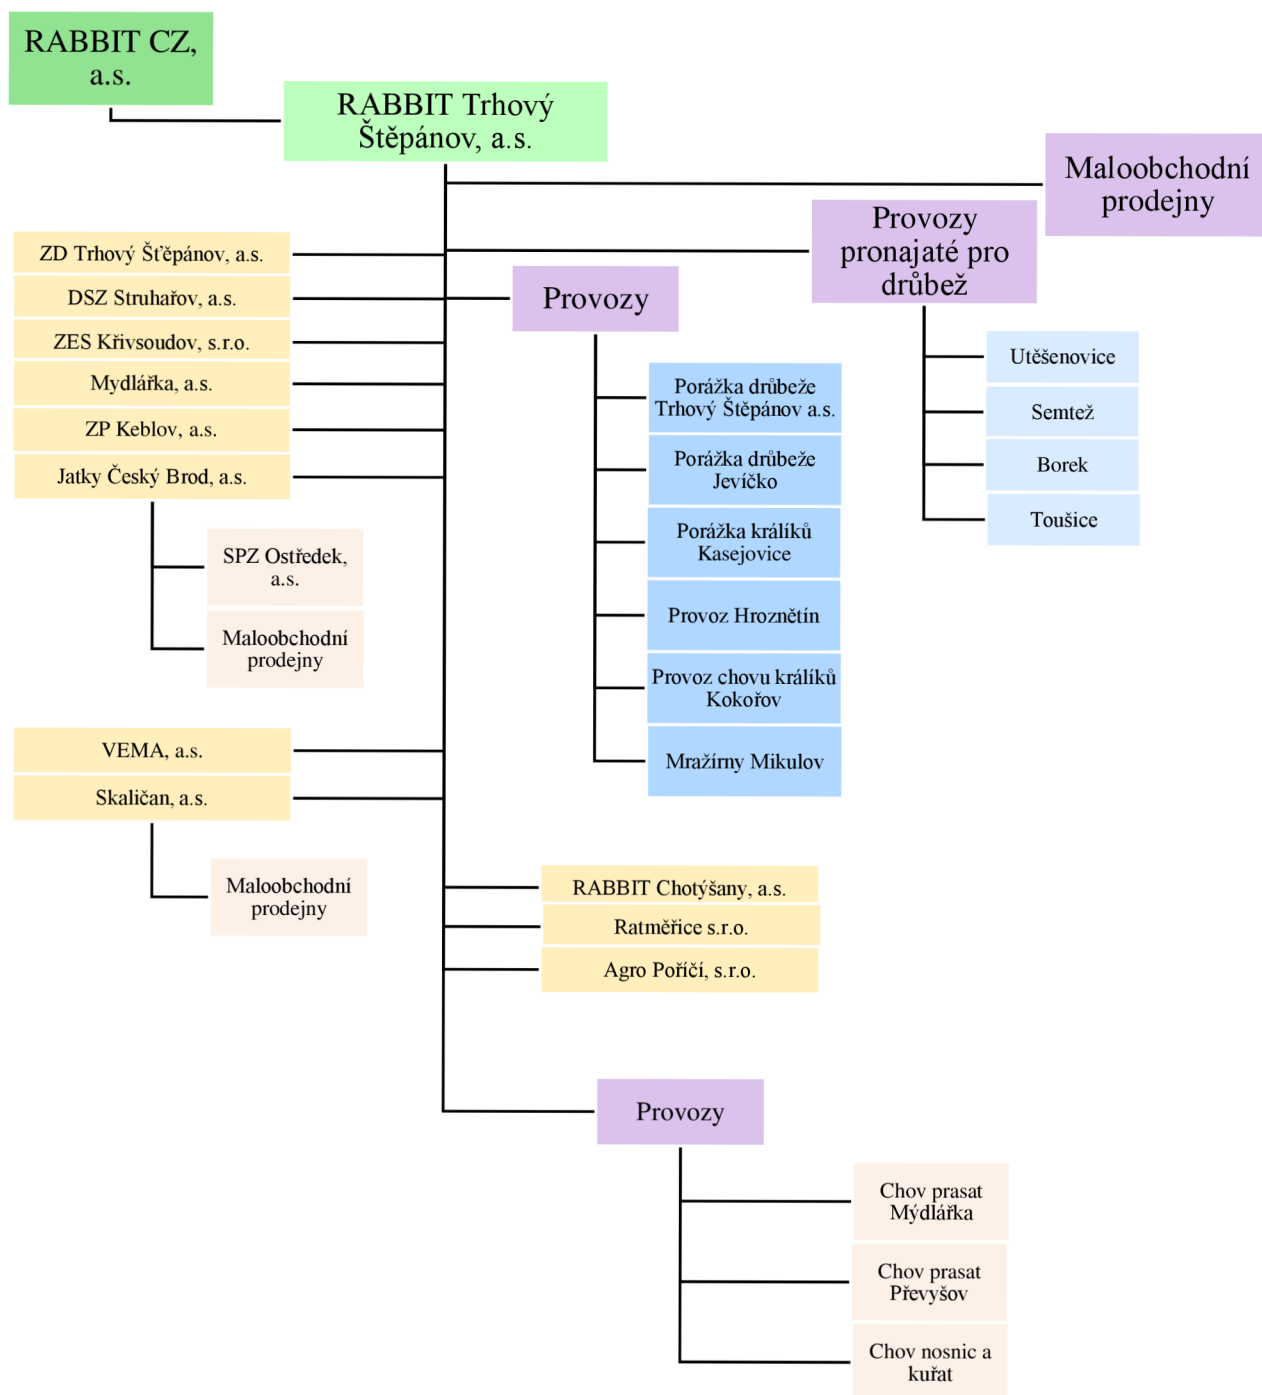 RABBIT CZ,
a.s.
RABBIT Trhový
Štěpánov, a.s.
Maloobchodní
prodejny
Provozy
pronajaté pro
drůbež
Utěšenovice
Semtež
Borek
Toušice
Provozy
Porážka drůbeže
Trhový Štěpánov a.s.
Porážka drůbeže
Jevíčko
Porážka králíků
Kasejovice
Provoz Hroznětín
Provoz chovu králíků
Kokořov
Mražírny Mikulov
ZD Trhový Šťěpánov, a.s.
DSZ Struhařov, a.s.
ZES Křivsoudov, s.r.o.
Mydlářka, a.s.
ZP Keblov, a.s.
Jatky Český Brod, a.s.
SPZ Ostředek,
a.s.
Maloobchodní
prodejny
VEMA, a.s.
Skaličan, a.s.
Maloobchodní
prodejny
RABBIT Chotýšany, a.s.
Ratměřice s.r.o.
Agro Poříčí, s.r.o.
Provozy
Chov prasat
Mýdlářka
Chov prasat
Převyšov
Chov nosnic a
kuřat